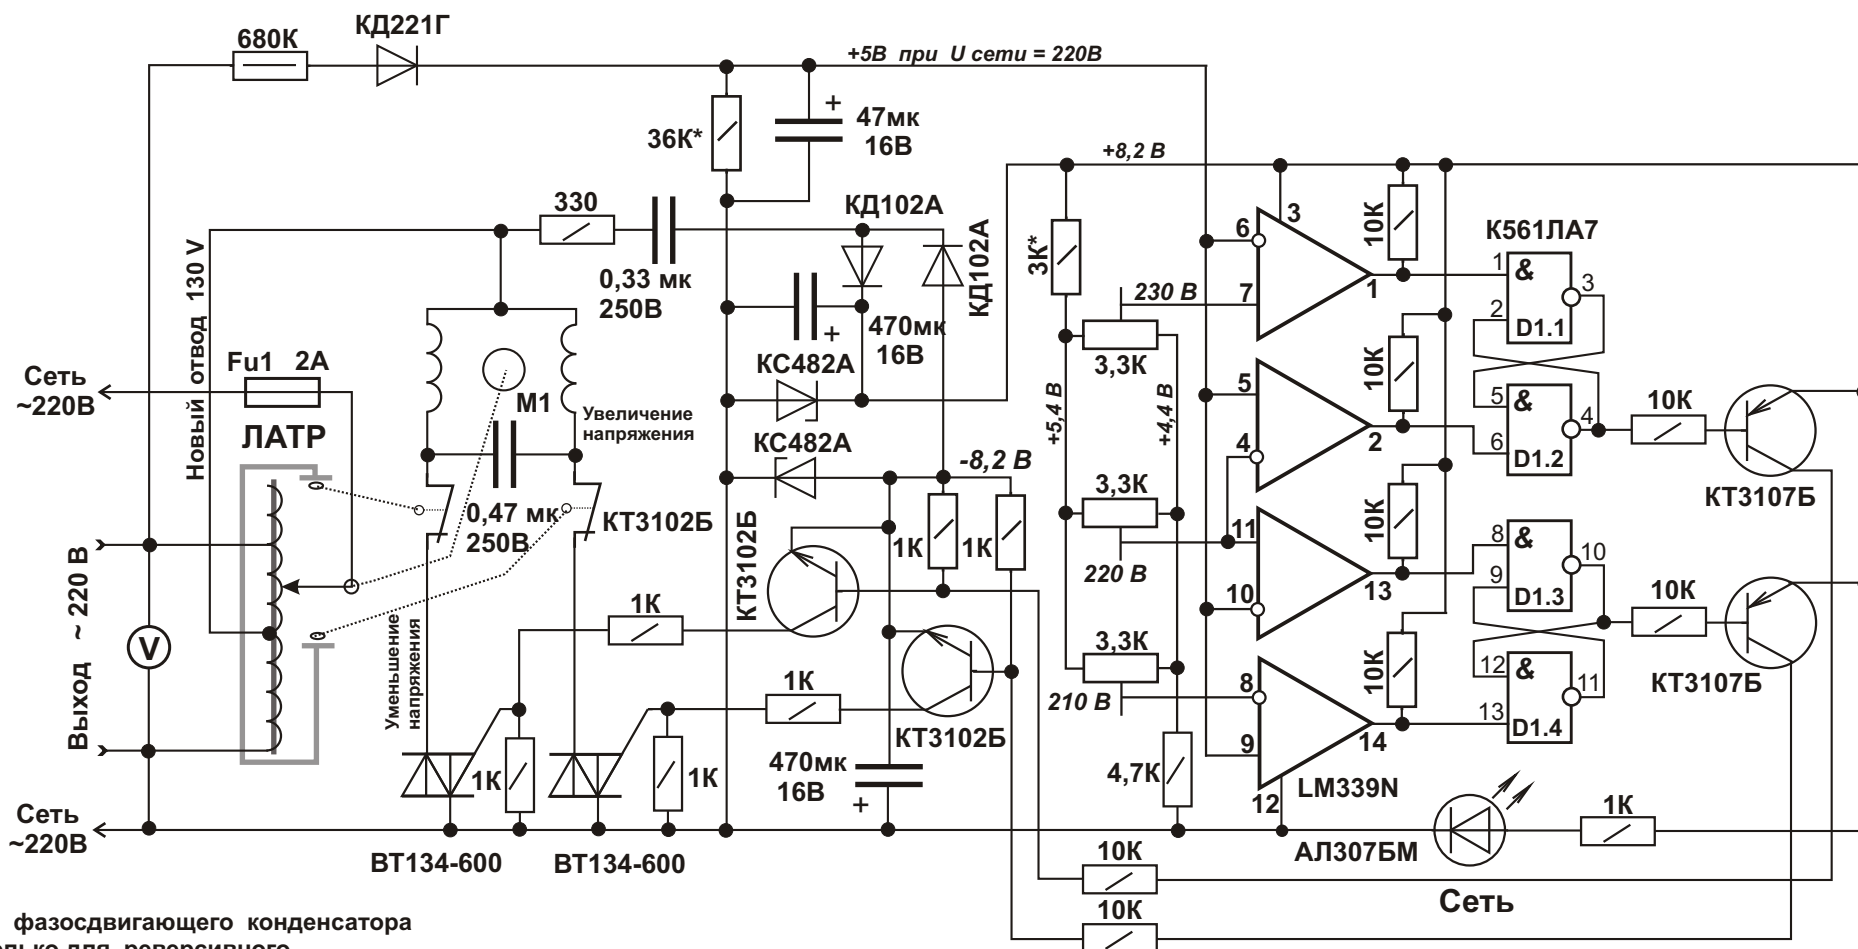 680К
КД221Г
+5В при U сети = 220В
36К*
+
47мк
16В
+8,2 В
330
КД102А
КД102А
0,33 мк
250В
Новый отвод 130 V
3К*
230 В
6
3
7
1
10К
К561ЛА7
1
&
3
2
D1.1
470мк
16В
+
Сеть
~220В
Fu1 2А
М1
Увеличение
напряжения
КС482А
3,3К
+5,4 В
+4,4 В
5
4
2
10К
5
&
4
6
D1.2
10К
КТ3107Б
ЛАТР
КС482А
-8,2 В
0,47 мк
250В
КТ3102Б
КТ3102Б
1К
1К
3,3К
220 В
11
10
13
10К
8
&
10
9
D1.3
10К
КТ3107Б
Выход ~ 220 В
V
Уменьшение
напряжения
1К
1К
КТ3102Б
3,3К
210 В
8
9
14
12
LM339N
10К
12
&
11
13
D1.4
1К
1К
470мк
16В
+
4,7К
Сеть
~220В
ВТ134-600
ВТ134-600
АЛ307БМ
1К
Сеть
10К
10К
фазосдвигающего конденсатора